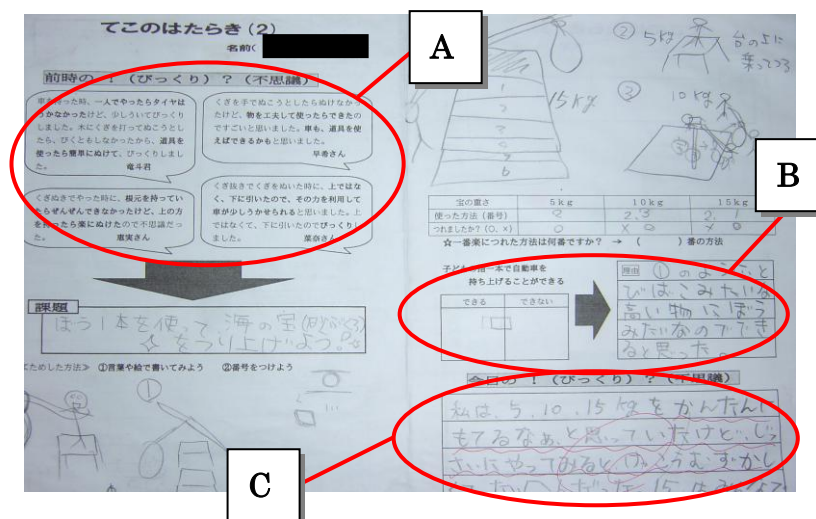 てこのはたらき（2）
名前（
A
前時の ！（びっくり）？（不思議）
車を持った時、一人でやったらタイヤは
うかなかったけど、少しういてびっく
りしました。木にくぎを打ってぬこうとし
たら、びくともしなかったから、道具を
使ったら簡単にぬけて、びっくりしまし
た。 竜斗君
くぎを手でぬこうとしたらぬけなかっ
たけど、物を工夫して使ったらできたの
ですごいと思いました。車も、道具を使
えばできるかもと思いました。
早希さん
くぎぬきでやった時に、根元を持ってい
たらぜんぜんできなかったけど、上の方
を持ったら楽にぬけたので不思議だっ
た。 恵実さん
くぎ抜きでくぎをぬいた時に、上ではな
く、下に引いたので、その力を利用して
車が少しうかせられると思いました。上
ではなくて、下に引いたのでびっくりし
ました。 菜奈さん
課題
ぼう1本を使って、海の宝
をつり上げよう。
ためした方法≫ ①言葉や絵で書いてみよう ②番号をつけよう
①
C
15kg
② 5kg 台の上に
乗ってつる
③ 10kg
B
宝の重さ 5kg 10kg 15kg
使った方法（番号） 2 2,3 2,1
つれましたか？（○，×） ○ × ○ × ○
☆一番楽につれた方法は何番ですか？ → （ ）番の方法
子どもの指一本で自動車を
持ち上げることができる
できる できない
理由 ①のようにと
びばこみたいな
高い物にぼう
みたいなのででき
ると思った。
今日の ！（びっくり）？（不思議）
私は、5、10、15kgをかんたんに
もてるなぁ、と思っていたけど、じっ
さいにやってみるとけっこうむずかし